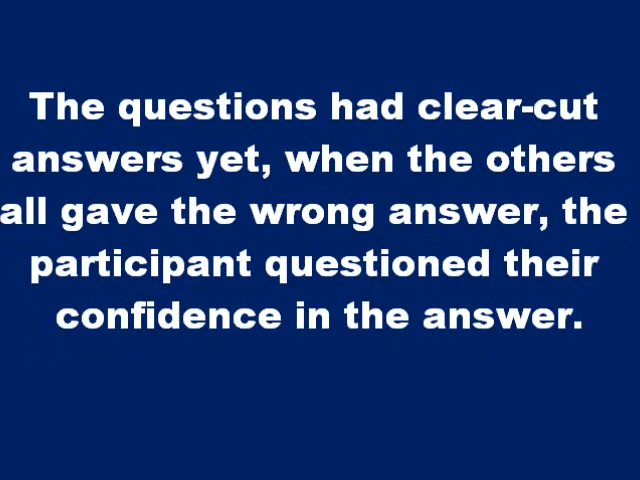 The questions had clear-cut
answers yet, when the others
all gave the wrong answer, the
participant questioned their
confidence in the answer.